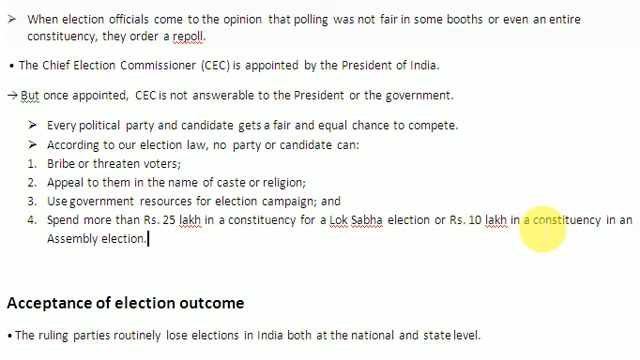 ➢ When election officials come to the opinion that polling was not fair in some booths or even an entire
constituency, they order a repoll.
• The Chief Election Commissioner (CEC) is appointed by the President of India.
→But once appointed, CEC is not answerable to the President or the government.
➢ Every political party and candidate gets a fair and equal chance to compete.
➢ According to our election law, no party or candidate can:
1. Bribe or threaten voters;
2. Appeal to them in the name of caste or religion;
3. Use government resources for election campaign; and
4. Spend more than Rs. 25 lakh in a constituency for a Lok Sabha election or Rs. 10 lakh in a constituency in an
Assembly election.
Acceptance of election outcome
• The ruling parties routinely lose elections in India both at the national and state level.